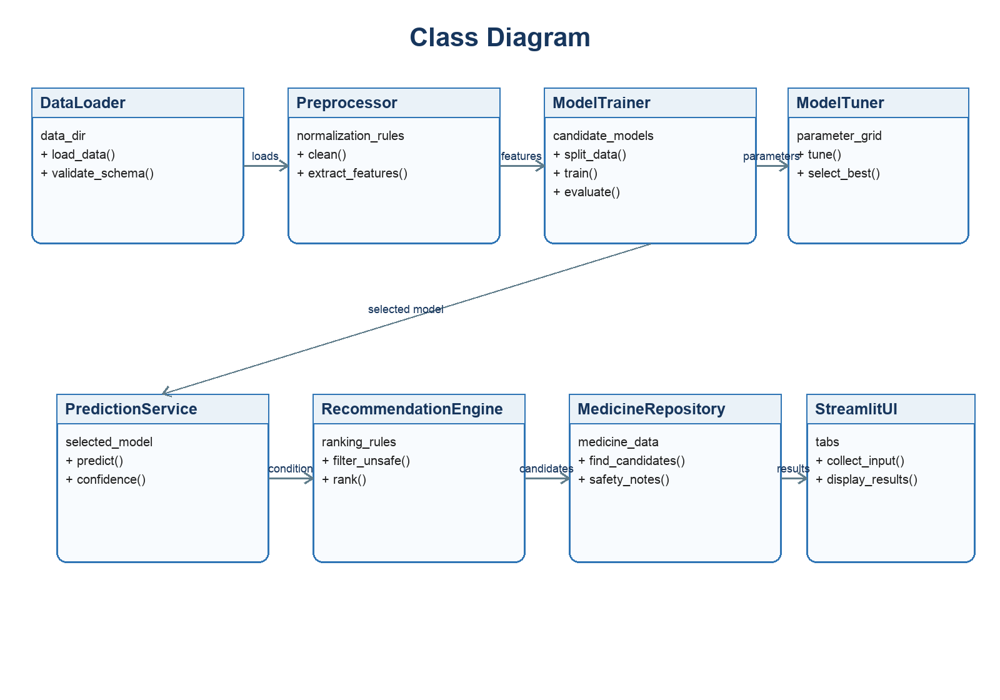 Class Diagram
DataLoader
data_dir
+ load_data()
+ validate_schema()
loads
Preprocessor
normalization_rules
+ clean()
+ extract_features()
features
ModelTrainer
candidate_models
+ split_data()
+ train()
+ evaluate()
parameters
ModelTuner
parameter_grid
+ tune()
+ select_best()
selected model
PredictionService
selected_model
+ predict()
+ confidence()
condition
RecommendationEngine
ranking_rules
+ filter_unsafe()
+ rank()
candidates
MedicineRepository
medicine_data
+ find_candidates()
+ safety_notes()
results
StreamlitUI
tabs
+ collect_input()
+ display_results()